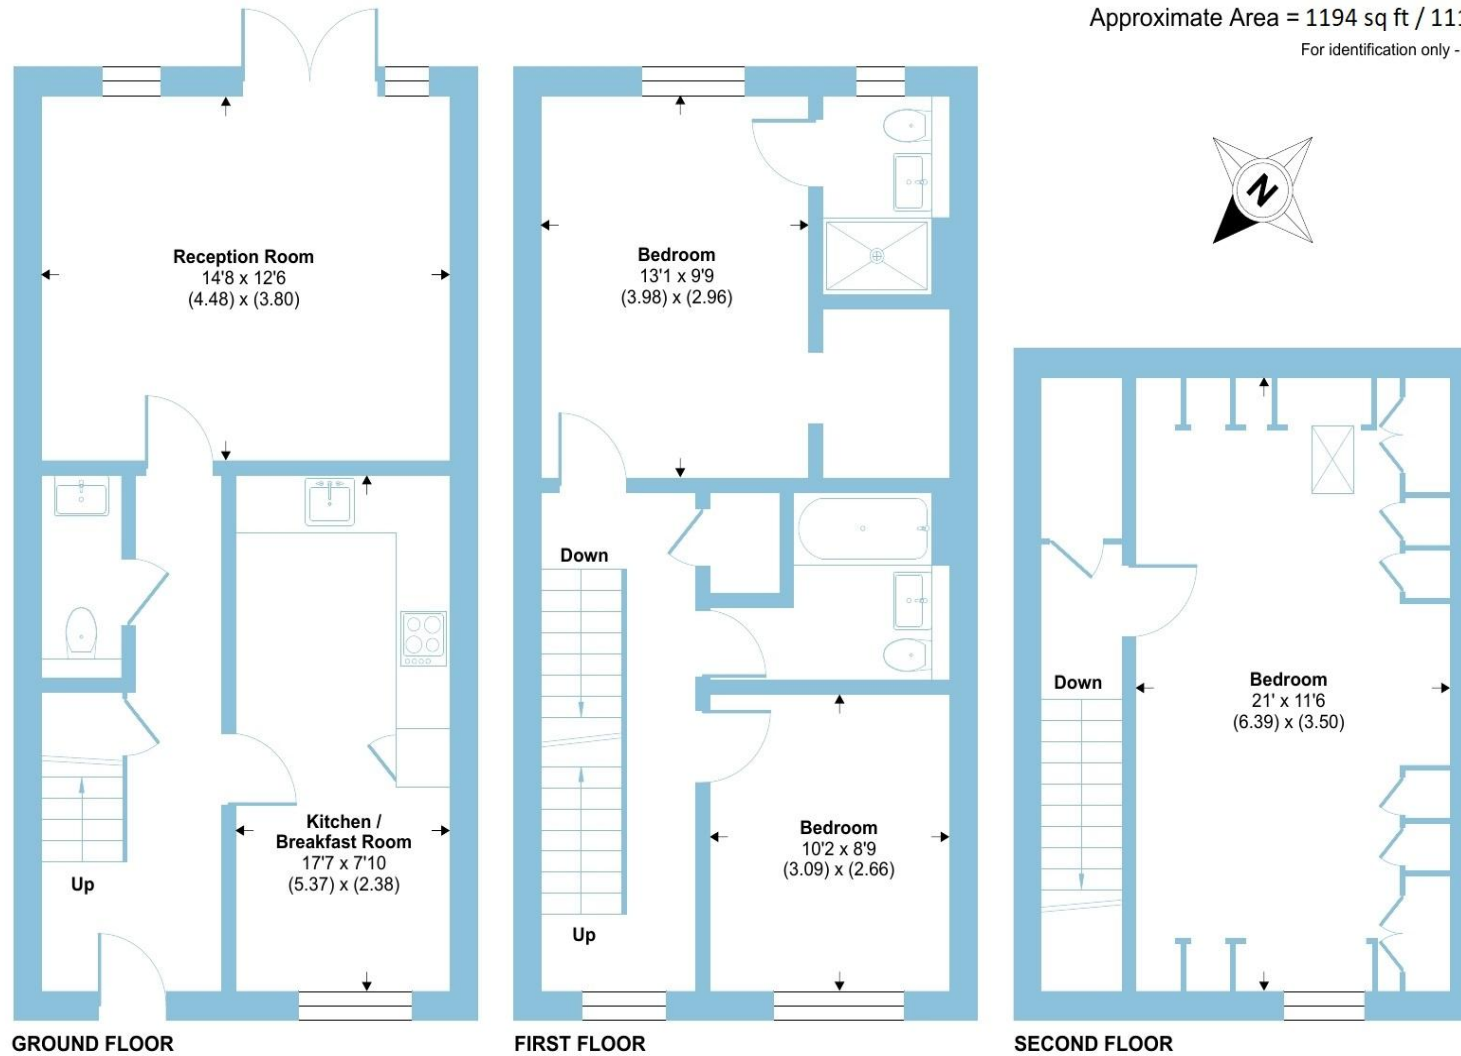 Approximate Area = 1194 sq ft / 11
For identification only -
N
Reception Room
14'8 x 12'6
(4.48) x (3.80)
Bedroom
13'1 x 9'9
(3.98) x (2.96)
Down
Down
Bedroom
21' x 11'6
(6.39) x (3.50)
Kitchen /
Breakfast Room
17'7 x 7'10
(5.37) x (2.38)
Bedroom
10'2 x 8'9
(3.09) x (2.66)
Up
Up
GROUND FLOOR
FIRST FLOOR
SECOND FLOOR